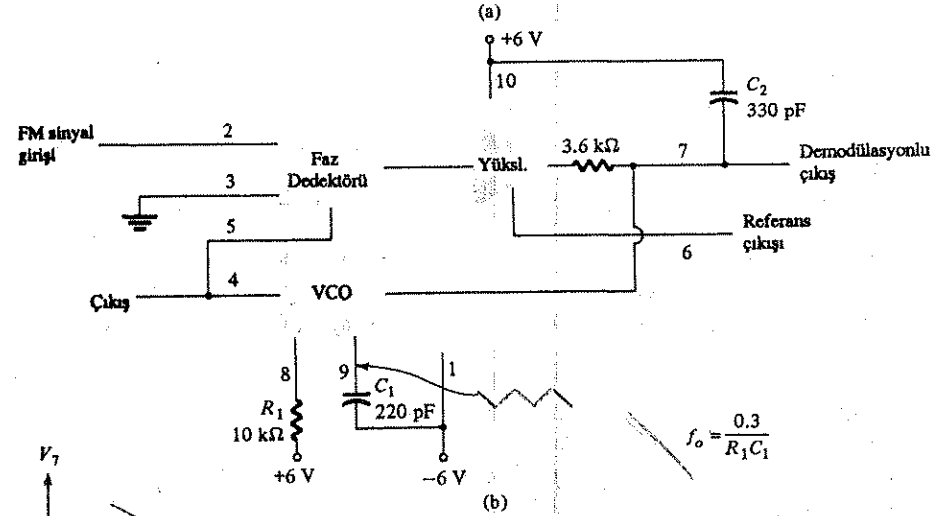 (a)
+6 V
10
C2
330 pF
FM sinyal
girişi
2
3.6 kΩ
7
Demodülasyonlu
çıkış
Faz
Dedektörü
Yüksl.
3
5
Referans
çıkışı
6
Çıkış
4
VCO
8
9
1
C1
220 pF
R1
10 kΩ
fo = 0.3 / R1C1
+6 V
−6 V
V7
(b)